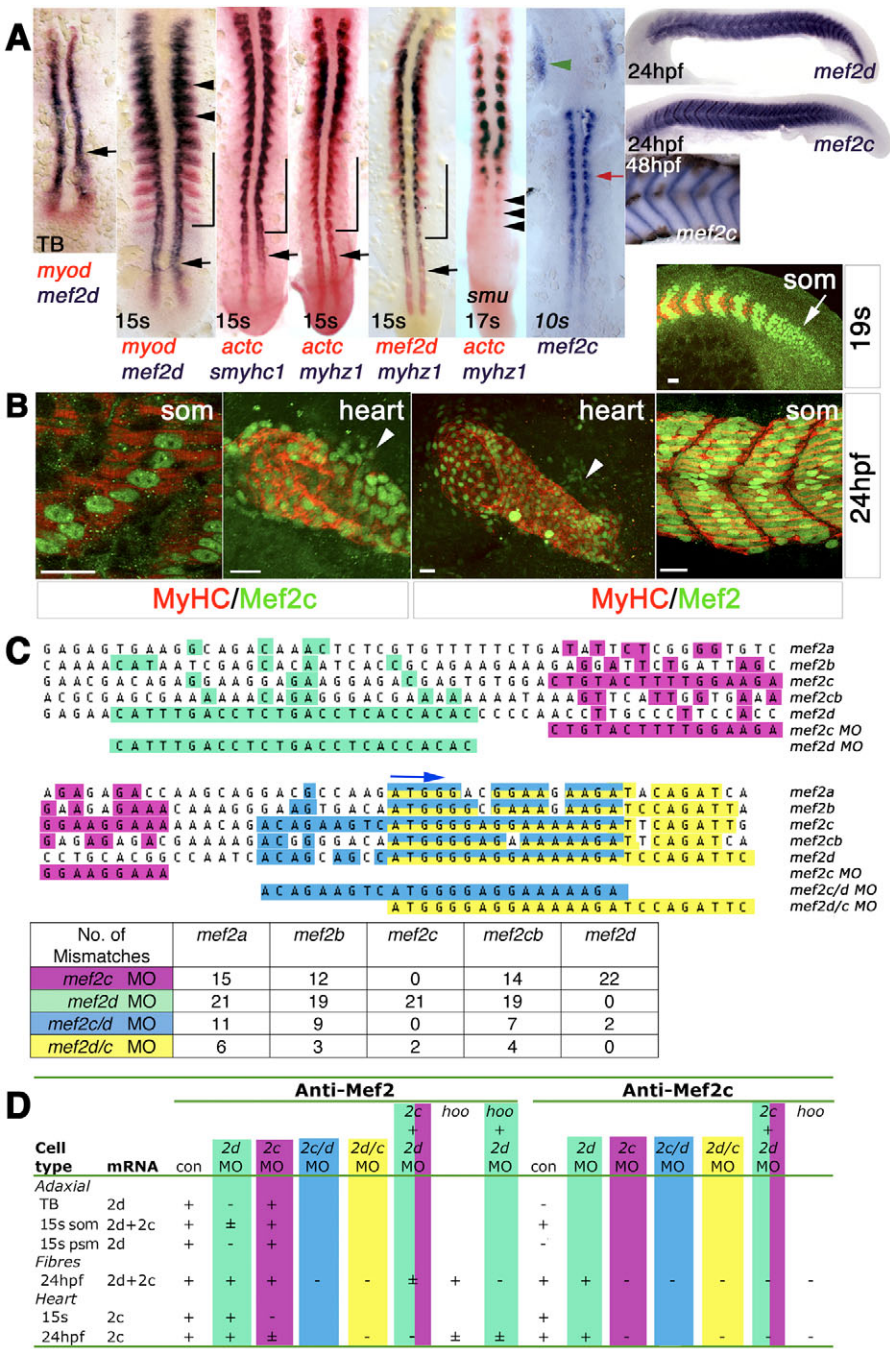 A
TB
myod
mef2d
15s
myod
mef2d
15s
actc
smyhc1
15s
actc
myhz1
15s
mef2d
myhz1
smu
17s
actc
myhz1
10s
mef2c
24hpf
mef2d
24hpf
mef2c
48hpf
mef2c
som
19s
B
som
heart
heart
som
24hpf
MyHC/Mef2c
MyHC/Mef2
C
GAGAGTGAAGGCAGACAAACTCTCGTGTTTTTCTGATATTCTCGGGGTGTC mef2a
CAAAACATAATCGAGCACAATCACCGCAGAAGAAAGAGGATTCTGATTAGC mef2b
GAACGACAGAGGAAGGAGAAGGAGACGAGTGTGGACTGTACTTTTGGAAGA mef2c
ACGCGAGCGAAAAAACAGAGGGACGAAAAAAATAAAGTTCATTGGTGAAA mef2cb
GAGAACATTTGACCTCTGACCTCACCACACCCCCAACCTTGCCCTTCCACC mef2d
CTGTACTTTTGGAAGA mef2c MO
CATTTGACCTCTGACCTCACCACAC mef2d MO
AGAGAGACCAAGCAGGACGCCAAGATGGGGACGGAAGAAGATACAGATCA mef2a
GAAGAGAAACAAAGGGAAGTGACAATGGGGCGAAAGAAGATCCAGATTA mef2b
GGAAGGAAAAAACAGACAGAAGTCATGGGGAGGAAAAAGATTCAGATTG mef2c
GAGAGAGACGAAAAGACGGGGACAATGGGGAGAAAAAAGATTCAGATCA mef2cb
CCTGCACGGCCAATCACAGCAGCCATGGGGAGGAAAAAGATCCAGATTC mef2d
GGAAGGAAA mef2c MO
ACAGAAGTCATGGGGAGGAAAAAGA mef2c/d MO
ATGGGGAGGAAAAAGATCCAGATTC mef2d/c MO
No. of Mismatches mef2a mef2b mef2c mef2cb mef2d
mef2c MO 15 12 0 14 22
mef2d MO 21 19 21 19 0
mef2c/d MO 11 9 0 7 2
mef2d/c MO 6 3 2 4 0
D
Anti-Mef2 Anti-Mef2c
Cell type mRNA con 2d MO 2c MO 2c/d MO 2d/c MO 2c + 2d MO hoo hoo + 2d MO con 2d MO 2c MO 2c/d MO 2d/c MO 2c + 2d MO hoo
Adaxial
TB 2d + - + -
15s som 2d+2c + ± + +
15s psm 2d + - + -
Fibres
24hpf 2d+2c + + + - - ± + - + + - - - - -
Heart
15s 2c + + - +
24hpf 2c + + ± - - ± ± + + - - - -